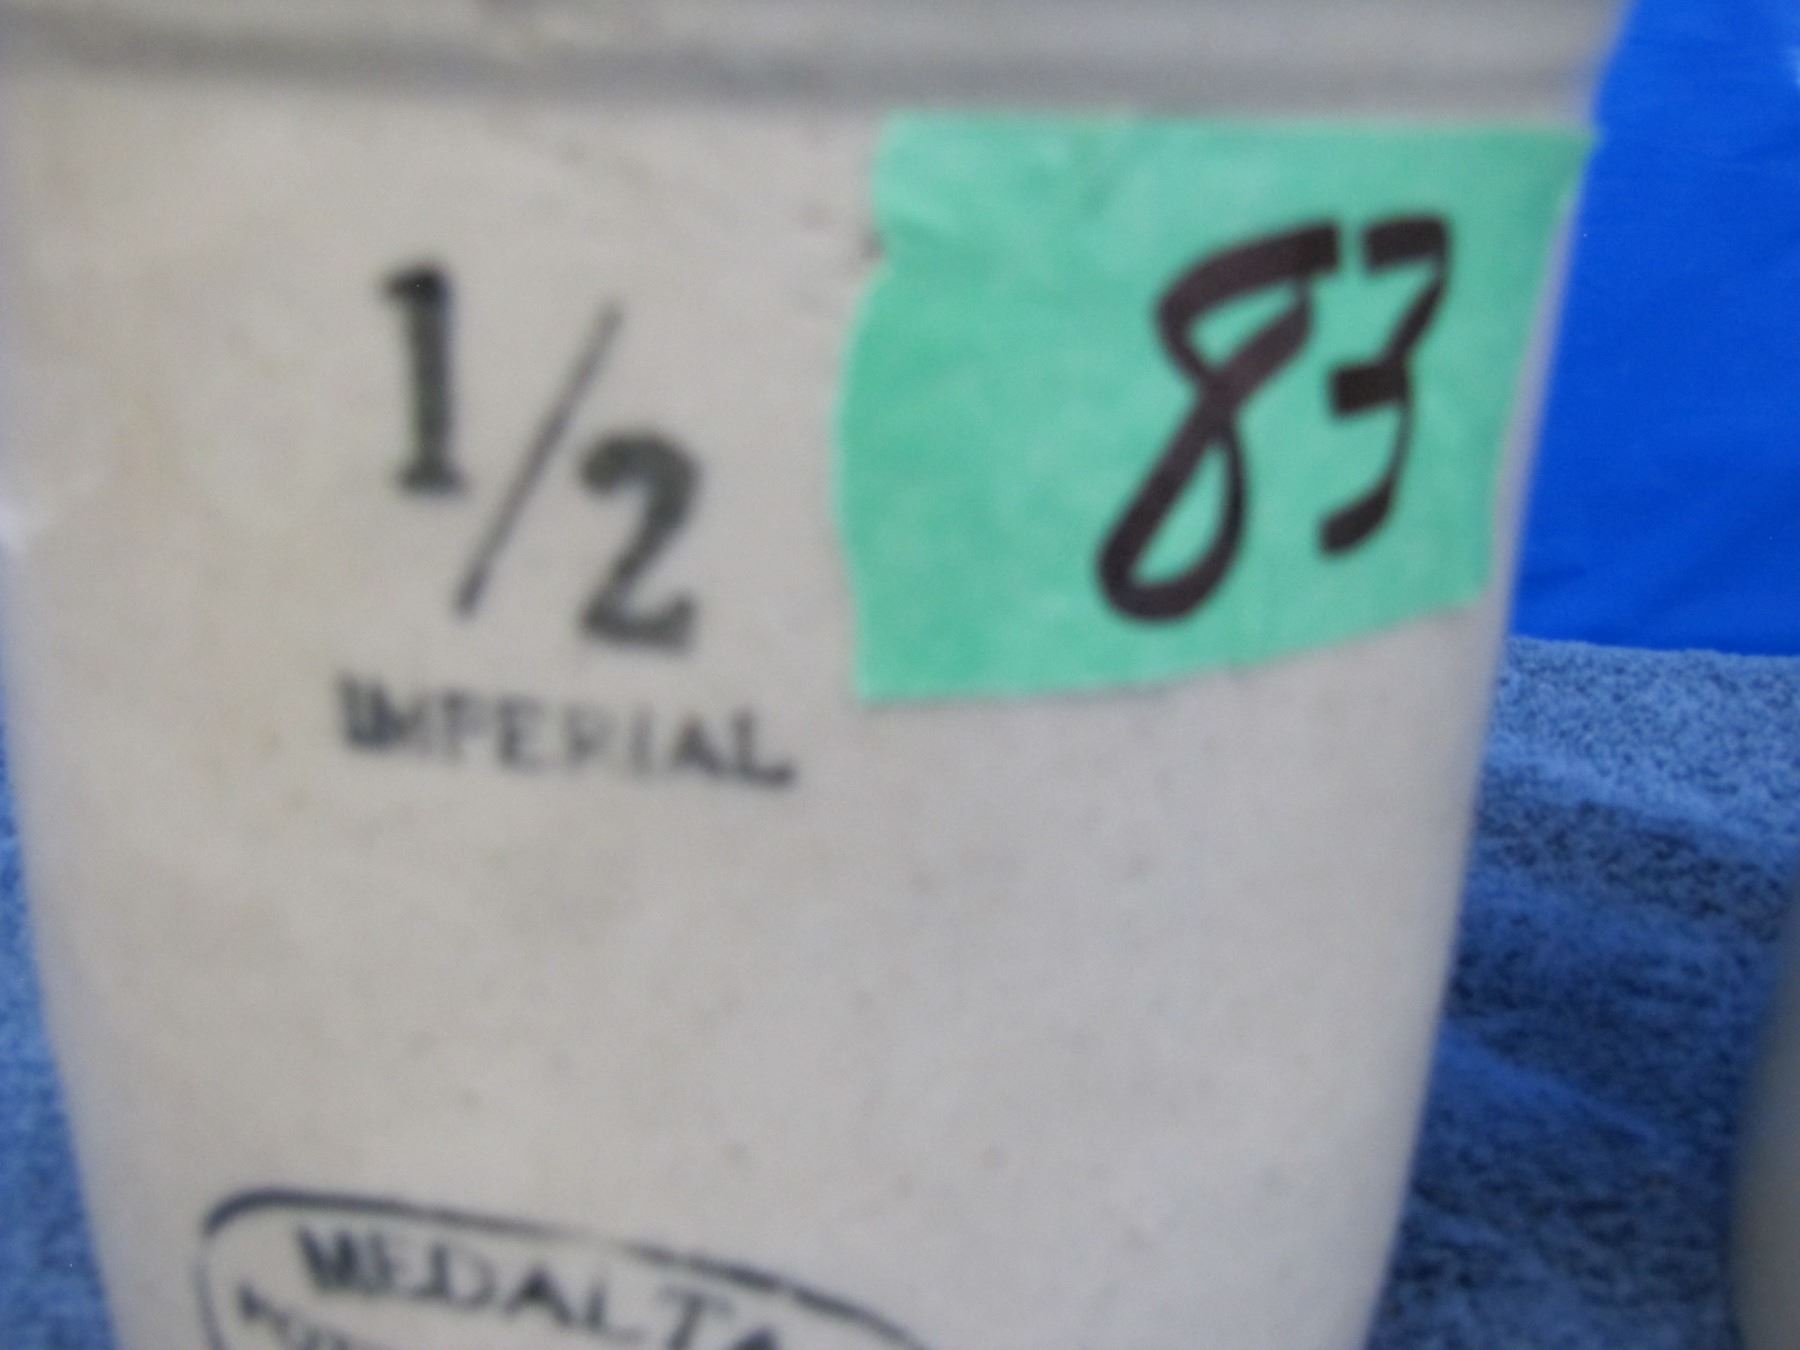 1/2
83
IMPERIAL
MEDALTA